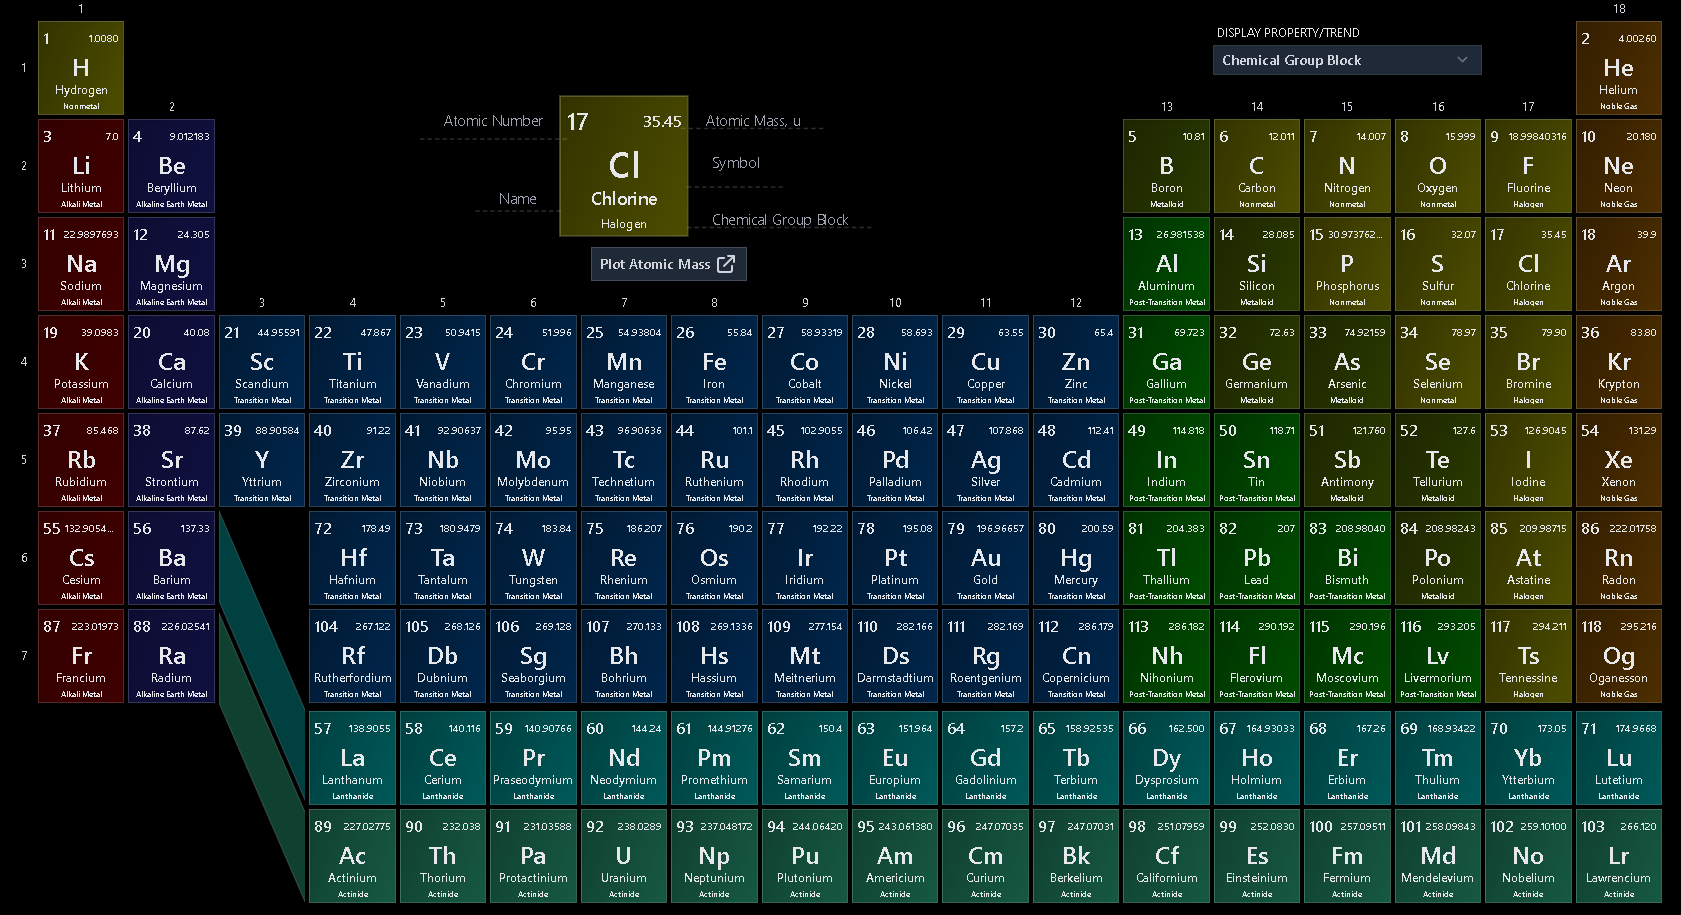 1
18
DISPLAY PROPERTY/TREND
Chemical Group Block
1
1 1.0080
H
Hydrogen
Nonmetal
2 4.00260
He
Helium
Noble Gas
Atomic Number
17 35.45
Cl
Chlorine
Halogen
Atomic Mass, u
Symbol
Name
Chemical Group Block
Plot Atomic Mass
2
13 14 15 16 17
2
3 7.0 4 9.012183 5 10.81 6 12.011 7 14.007 8 15.999 9 18.99840316 10 20.180
Li Be B C N O F Ne
Lithium Beryllium Boron Carbon Nitrogen Oxygen Fluorine Neon
Alkali Metal Alkaline Earth Metal Metalloid Nonmetal Nonmetal Nonmetal Halogen Noble Gas
3
11 22.9897693 12 24.305 13 26.981538 14 28.085 15 30.973762... 16 32.07 17 35.45 18 39.9
Na Mg Al Si P S Cl Ar
Sodium Magnesium Aluminum Silicon Phosphorus Sulfur Chlorine Argon
Alkali Metal Alkaline Earth Metal Post-Transition Metal Metalloid Nonmetal Nonmetal Halogen Noble Gas
3 4 5 6 7 8 9 10 11 12
4
19 39.0983 20 40.08 21 44.95591 22 47.867 23 50.9415 24 51.996 25 54.93804 26 55.84 27 58.93319 28 58.693 29 63.55 30 65.4 31 69.723 32 72.63 33 74.92159 34 78.97 35 79.90 36 83.80
K Ca Sc Ti V Cr Mn Fe Co Ni Cu Zn Ga Ge As Se Br Kr
Potassium Calcium Scandium Titanium Vanadium Chromium Manganese Iron Cobalt Nickel Copper Zinc Gallium Germanium Arsenic Selenium Bromine Krypton
Alkali Metal Alkaline Earth Metal Transition Metal Transition Metal Transition Metal Transition Metal Transition Metal Transition Metal Transition Metal Transition Metal Transition Metal Transition Metal Post-Transition Metal Metalloid Metalloid Nonmetal Halogen Noble Gas
5
37 85.468 38 87.62 39 88.90584 40 91.22 41 92.90637 42 95.95 43 96.90636 44 101.1 45 102.9055 46 106.42 47 107.868 48 112.41 49 114.818 50 118.71 51 121.760 52 127.6 53 126.9045 54 131.29
Rb Sr Y Zr Nb Mo Tc Ru Rh Pd Ag Cd In Sn Sb Te I Xe
Rubidium Strontium Yttrium Zirconium Niobium Molybdenum Technetium Ruthenium Rhodium Palladium Silver Cadmium Indium Tin Antimony Tellurium Iodine Xenon
Alkali Metal Alkaline Earth Metal Transition Metal Transition Metal Transition Metal Transition Metal Transition Metal Transition Metal Transition Metal Transition Metal Transition Metal Transition Metal Post-Transition Metal Post-Transition Metal Metalloid Metalloid Halogen Noble Gas
6
55 132.9054... 56 137.33 72 178.49 73 180.9479 74 183.84 75 186.207 76 190.2 77 192.22 78 195.08 79 196.96657 80 200.59 81 204.383 82 207 83 208.98040 84 208.98243 85 209.98715 86 222.01758
Cs Ba Hf Ta W Re Os Ir Pt Au Hg Tl Pb Bi Po At Rn
Cesium Barium Hafnium Tantalum Tungsten Rhenium Osmium Iridium Platinum Gold Mercury Thallium Lead Bismuth Polonium Astatine Radon
Alkali Metal Alkaline Earth Metal Transition Metal Transition Metal Transition Metal Transition Metal Transition Metal Transition Metal Transition Metal Transition Metal Transition Metal Post-Transition Metal Post-Transition Metal Post-Transition Metal Metalloid Halogen Noble Gas
7
87 223.01973 88 226.02541 104 267.122 105 268.126 106 269.128 107 270.133 108 269.1336 109 277.154 110 282.166 111 282.169 112 286.179 113 286.182 114 290.192 115 290.196 116 293.205 117 294.211 118 295.216
Fr Ra Rf Db Sg Bh Hs Mt Ds Rg Cn Nh Fl Mc Lv Ts Og
Francium Radium Rutherfordium Dubnium Seaborgium Bohrium Hassium Meitnerium Darmstadtium Roentgenium Copernicium Nihonium Flerovium Moscovium Livermorium Tennessine Oganesson
Alkali Metal Alkaline Earth Metal Transition Metal Transition Metal Transition Metal Transition Metal Transition Metal Transition Metal Transition Metal Transition Metal Transition Metal Post-Transition Metal Post-Transition Metal Post-Transition Metal Post-Transition Metal Halogen Noble Gas
57 138.9055 58 140.116 59 140.90766 60 144.24 61 144.91276 62 150.4 63 151.964 64 157.2 65 158.92535 66 162.500 67 164.93033 68 167.26 69 168.93422 70 173.05 71 174.9668
La Ce Pr Nd Pm Sm Eu Gd Tb Dy Ho Er Tm Yb Lu
Lanthanum Cerium Praseodymium Neodymium Promethium Samarium Europium Gadolinium Terbium Dysprosium Holmium Erbium Thulium Ytterbium Lutetium
Lanthanide Lanthanide Lanthanide Lanthanide Lanthanide Lanthanide Lanthanide Lanthanide Lanthanide Lanthanide Lanthanide Lanthanide Lanthanide Lanthanide Lanthanide
89 227.02775 90 232.038 91 231.03588 92 238.0289 93 237.048172 94 244.06420 95 243.061380 96 247.07035 97 247.07031 98 251.07959 99 252.0830 100 257.09511 101 258.09843 102 259.10100 103 266.120
Ac Th Pa U Np Pu Am Cm Bk Cf Es Fm Md No Lr
Actinium Thorium Protactinium Uranium Neptunium Plutonium Americium Curium Berkelium Californium Einsteinium Fermium Mendelevium Nobelium Lawrencium
Actinide Actinide Actinide Actinide Actinide Actinide Actinide Actinide Actinide Actinide Actinide Actinide Actinide Actinide Actinide